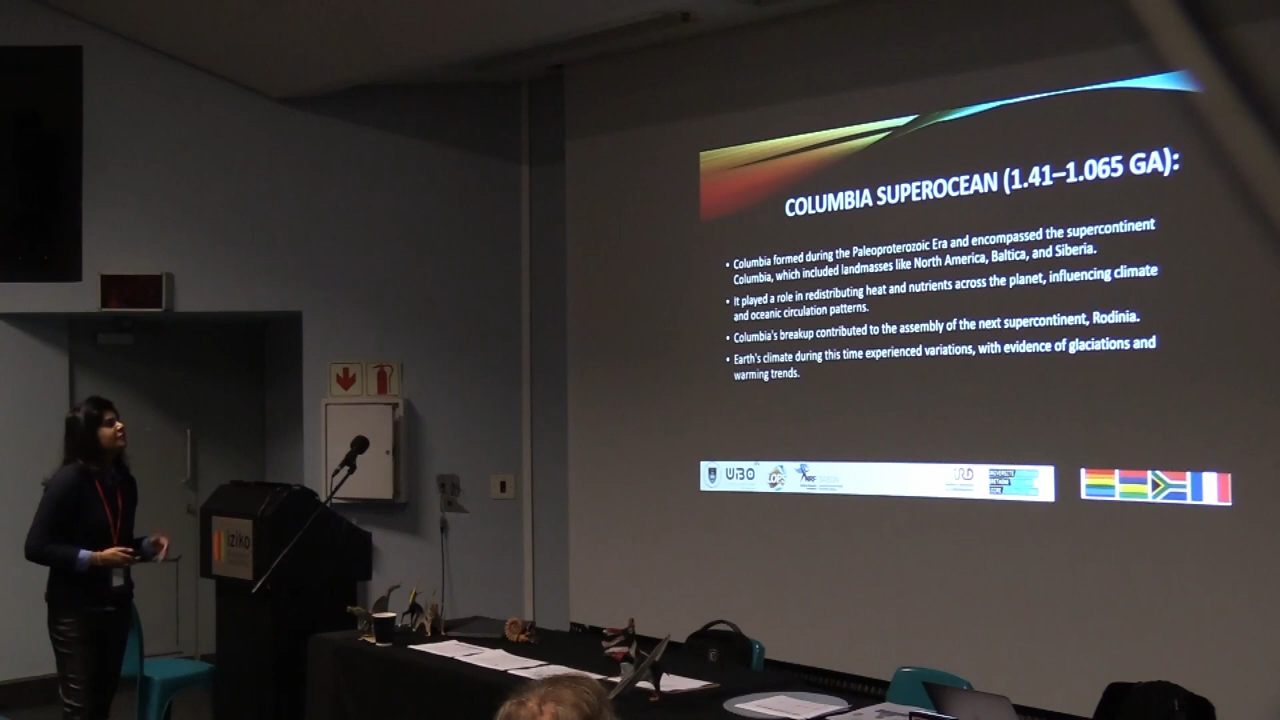 COLUMBIA SUPEROCEAN (1.41–1.065 GA):
• Columbia formed during the Paleoproterozoic Era and encompassed the supercontinent
Columbia, which included landmasses like North America, Baltica, and Siberia.
• It played a role in redistributing heat and nutrients across the planet, influencing climate
and oceanic circulation patterns.
• Columbia's breakup contributed to the assembly of the next supercontinent, Rodinia.
• Earth's climate during this time experienced variations, with evidence of glaciations and
warming trends.
UBO
LOPS
NRF
IRD
iziko